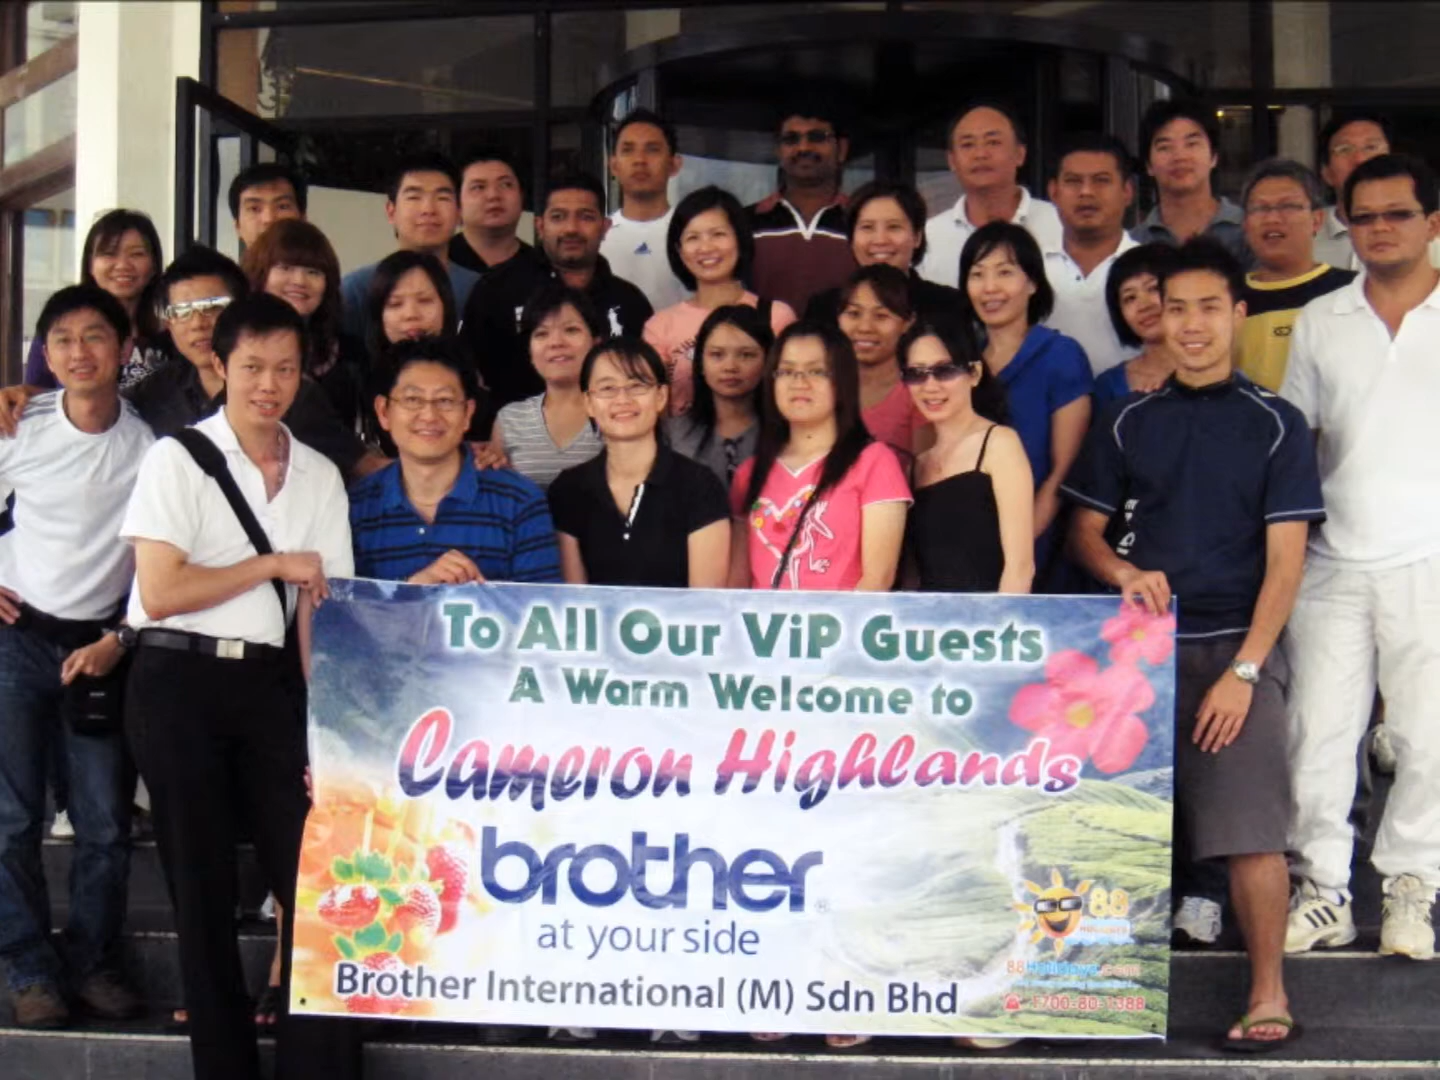 To All Our ViP Guests
A Warm Welcome to
Cameron Highlands
brother®
at your side
Brother International (M) Sdn Bhd
88
88Holidays.com
1700-80-1388